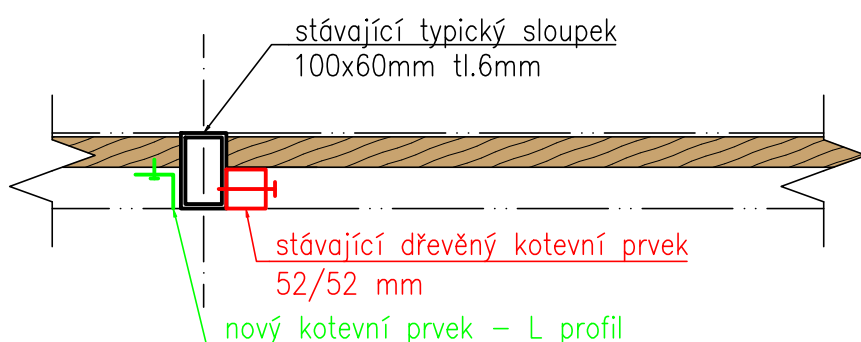 stávající typický sloupek
100x60mm tl.6mm
stávající dřevěný kotevní prvek
52/52 mm
nový kotevní prvek – L profil